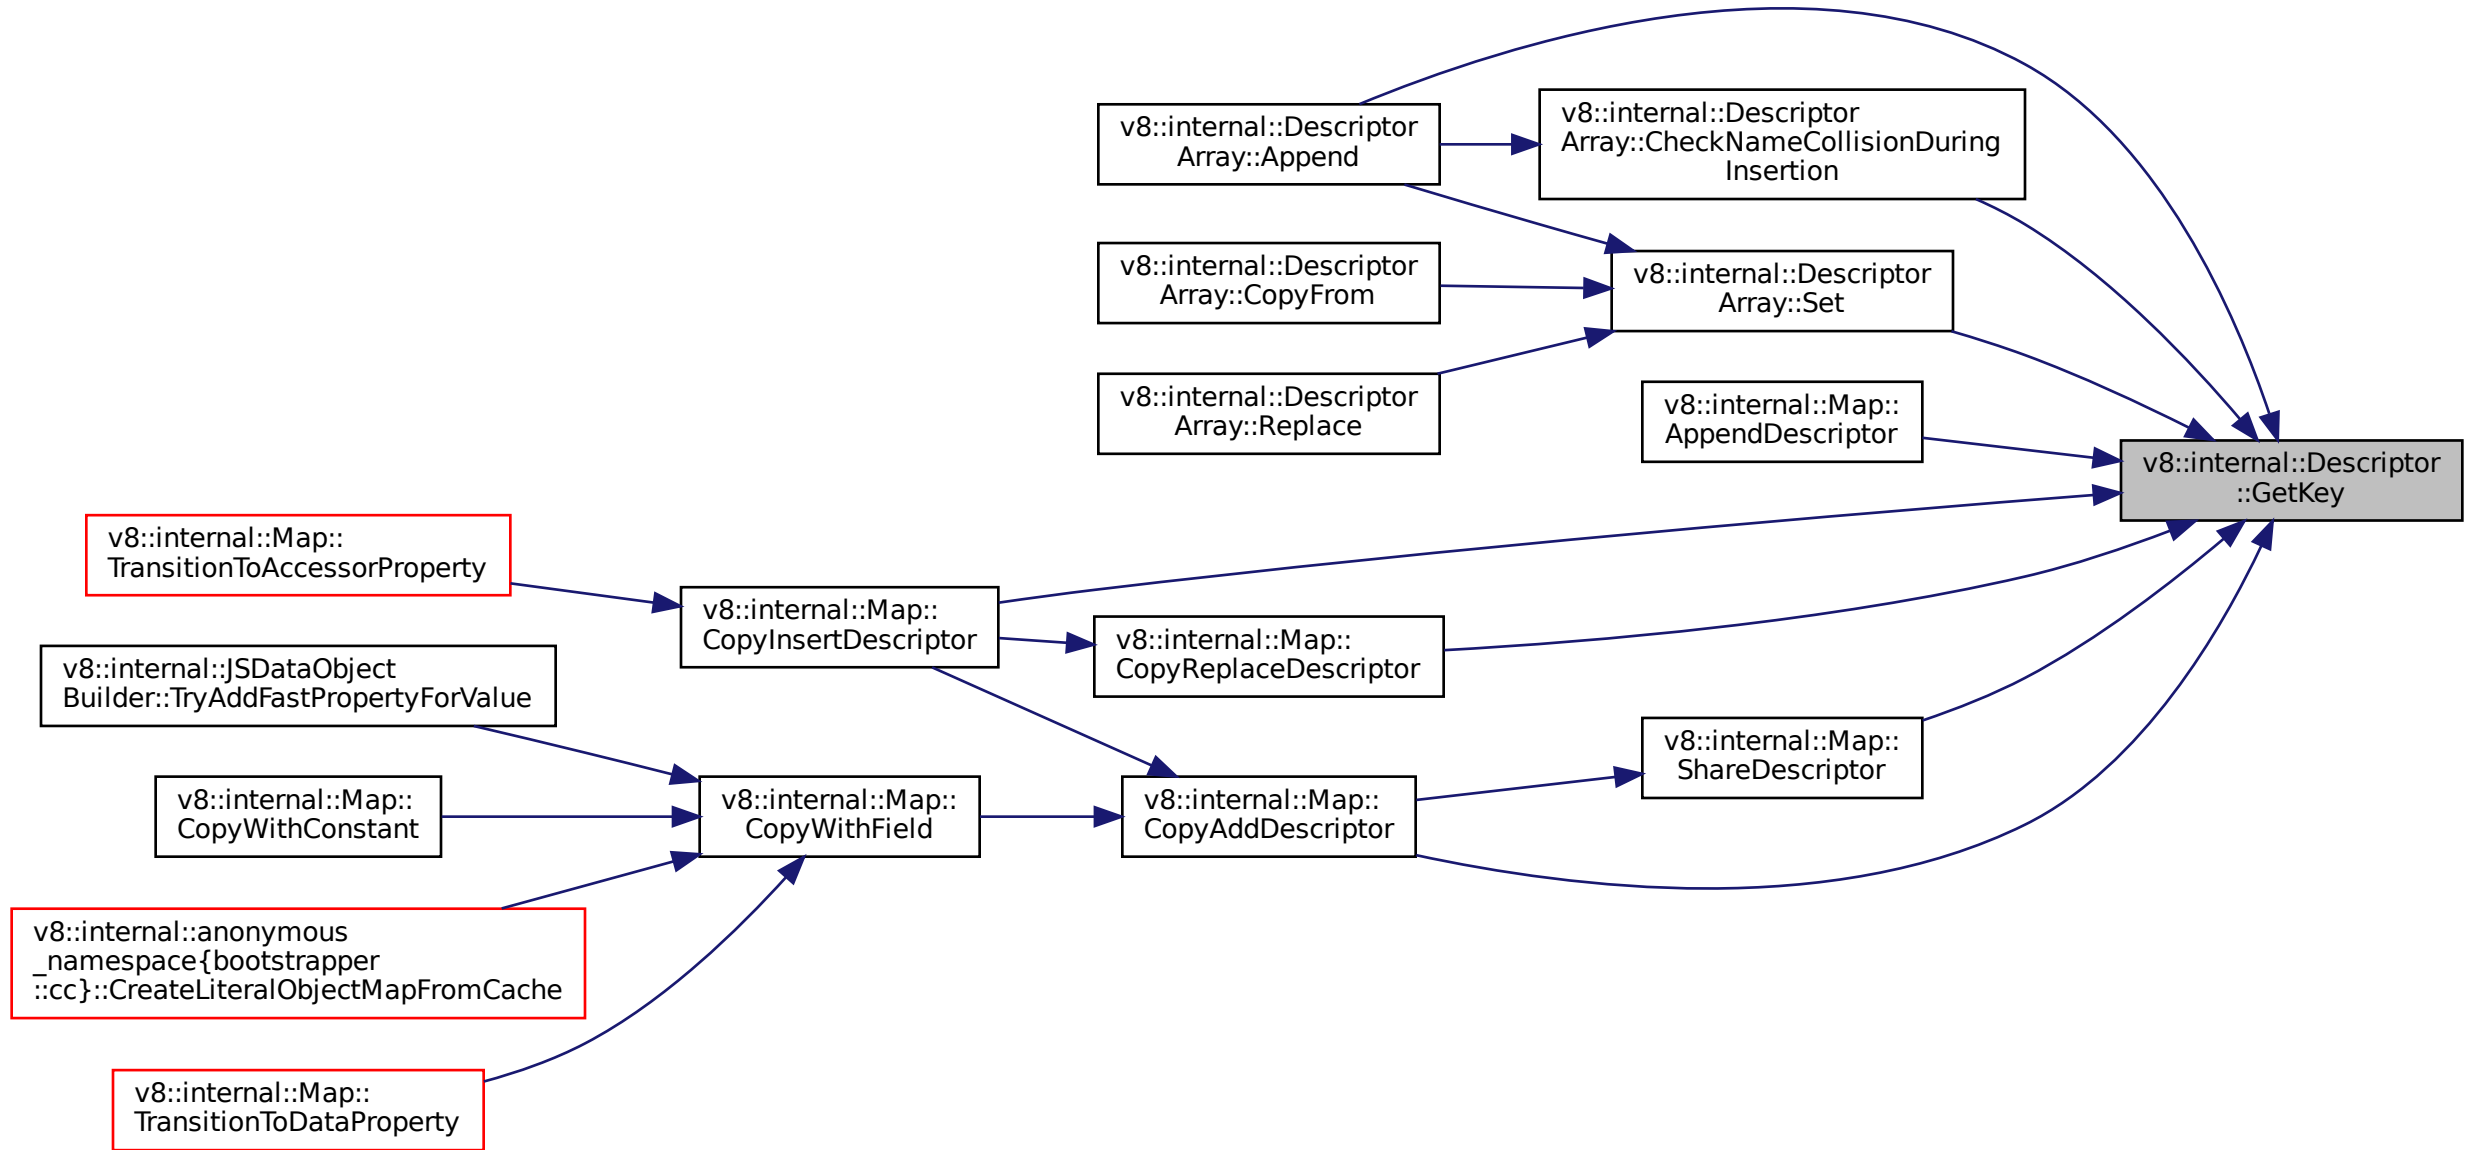 v8::internal::Descriptor
Array::Append
v8::internal::Descriptor
Array::CheckNameCollisionDuring
Insertion
v8::internal::Descriptor
Array::CopyFrom
v8::internal::Descriptor
Array::Set
v8::internal::Descriptor
Array::Replace
v8::internal::Map::
AppendDescriptor
v8::internal::Descriptor
::GetKey
v8::internal::Map::
TransitionToAccessorProperty
v8::internal::Map::
CopyInsertDescriptor
v8::internal::Map::
CopyReplaceDescriptor
v8::internal::JSDataObject
Builder::TryAddFastPropertyForValue
v8::internal::Map::
ShareDescriptor
v8::internal::Map::
CopyWithConstant
v8::internal::Map::
CopyWithField
v8::internal::Map::
CopyAddDescriptor
v8::internal::anonymous
_namespace{bootstrapper
::cc}::CreateLiteralObjectMapFromCache
v8::internal::Map::
TransitionToDataProperty